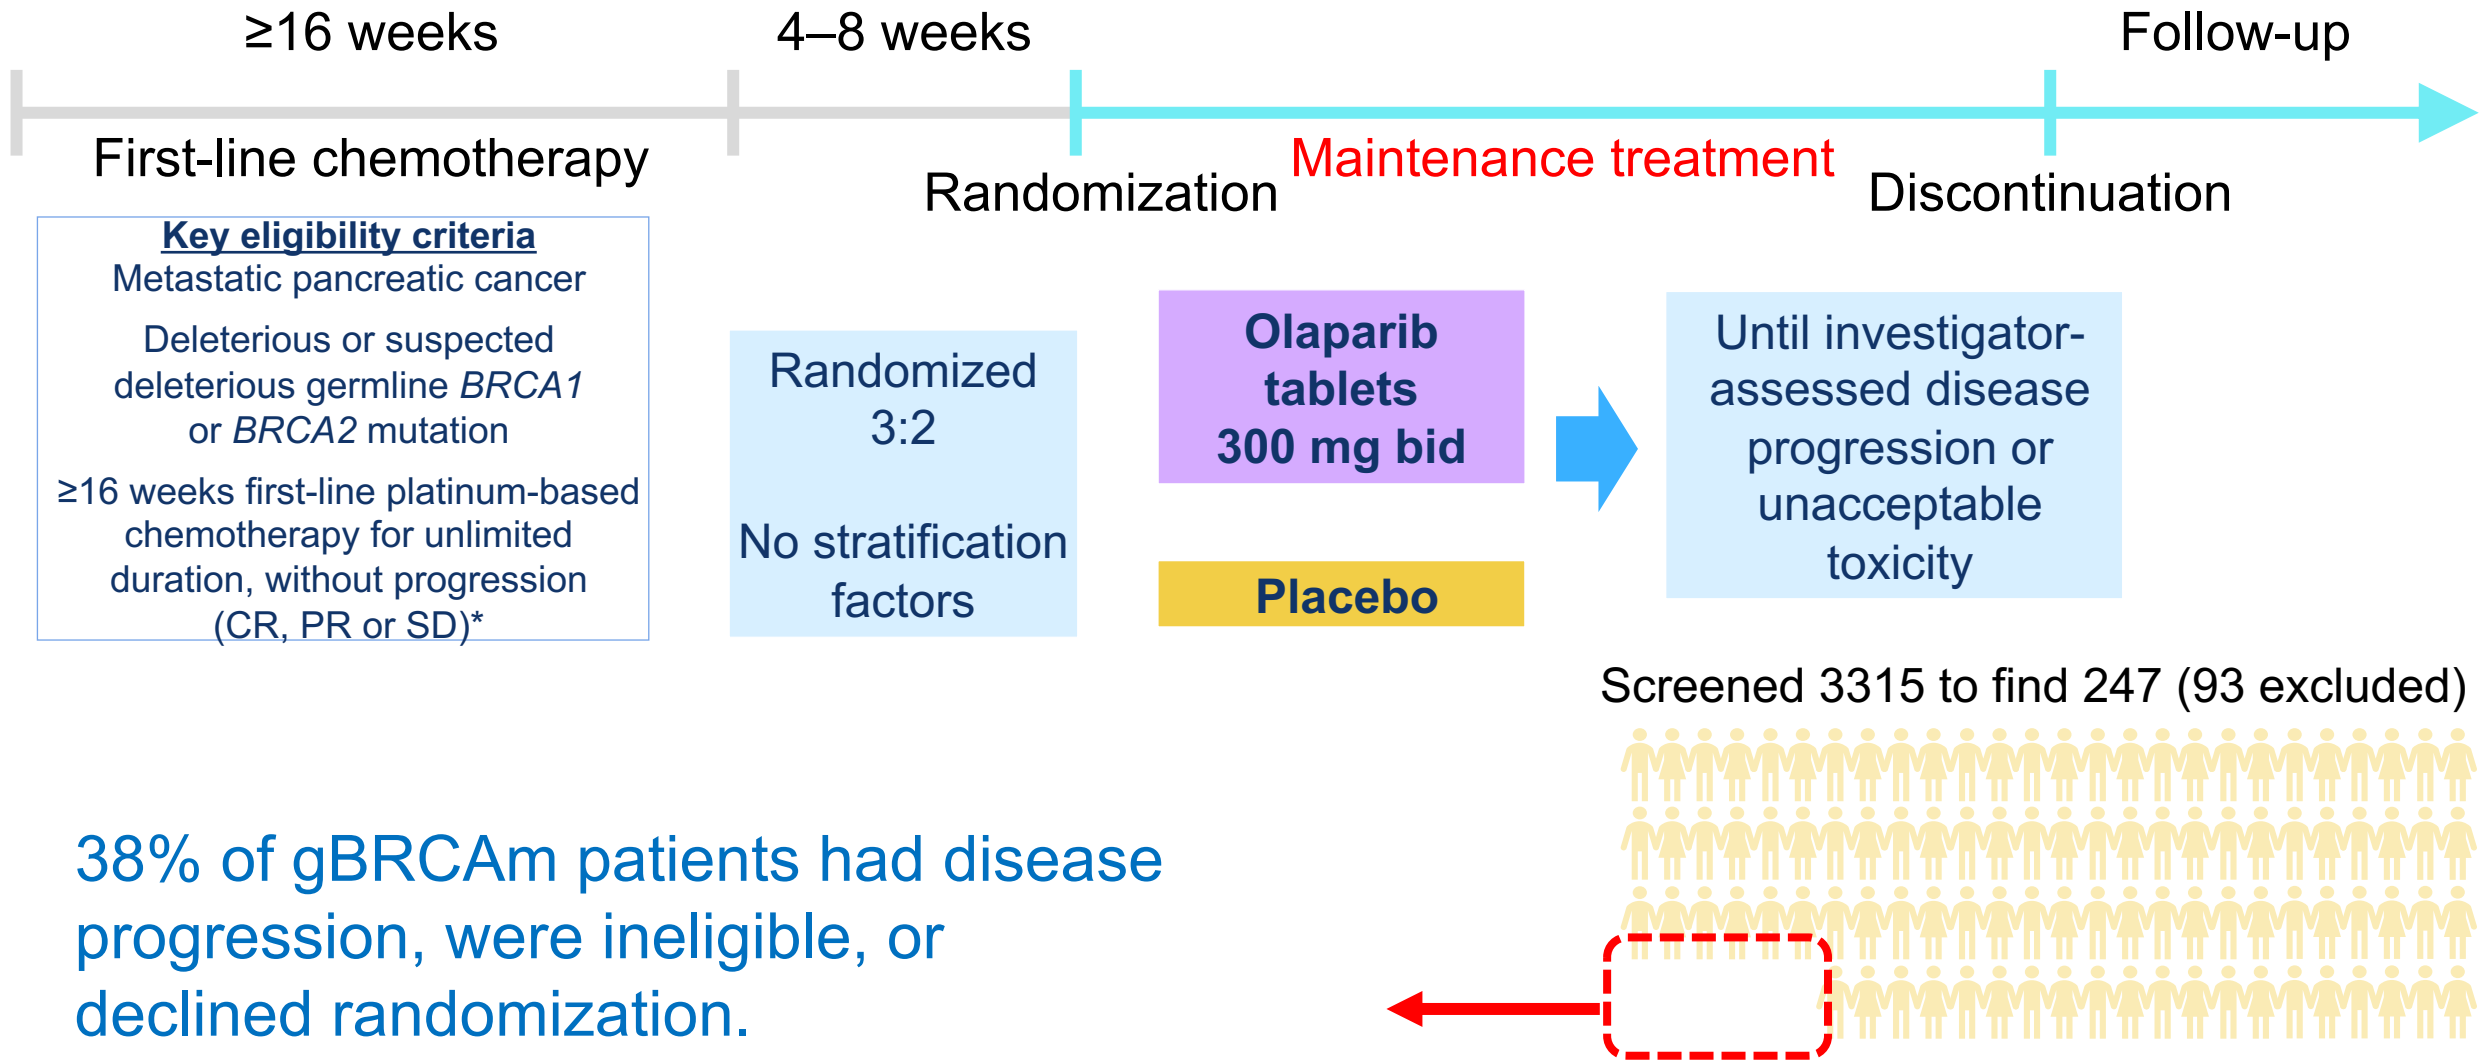 ≥16 weeks
4–8 weeks
Follow-up
First-line chemotherapy
Randomization
Maintenance treatment
Discontinuation
Key eligibility criteria
Metastatic pancreatic cancer
Deleterious or suspected
deleterious germline BRCA1
or BRCA2 mutation
≥16 weeks first-line platinum-based
chemotherapy for unlimited
duration, without progression
(CR, PR or SD)*
Randomized
3:2
No stratification
factors
Olaparib
tablets
300 mg bid
Placebo
Until investigator-
assessed disease
progression or
unacceptable
toxicity
Screened 3315 to find 247 (93 excluded)
38% of gBRCAm patients had disease
progression, were ineligible, or
declined randomization.